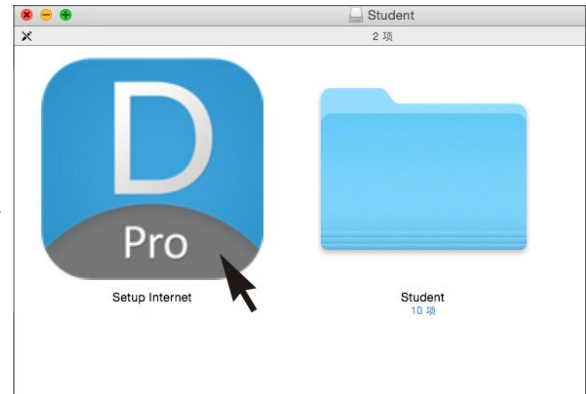 Student
2 项
D
Pro
Setup Internet
Student
10 项